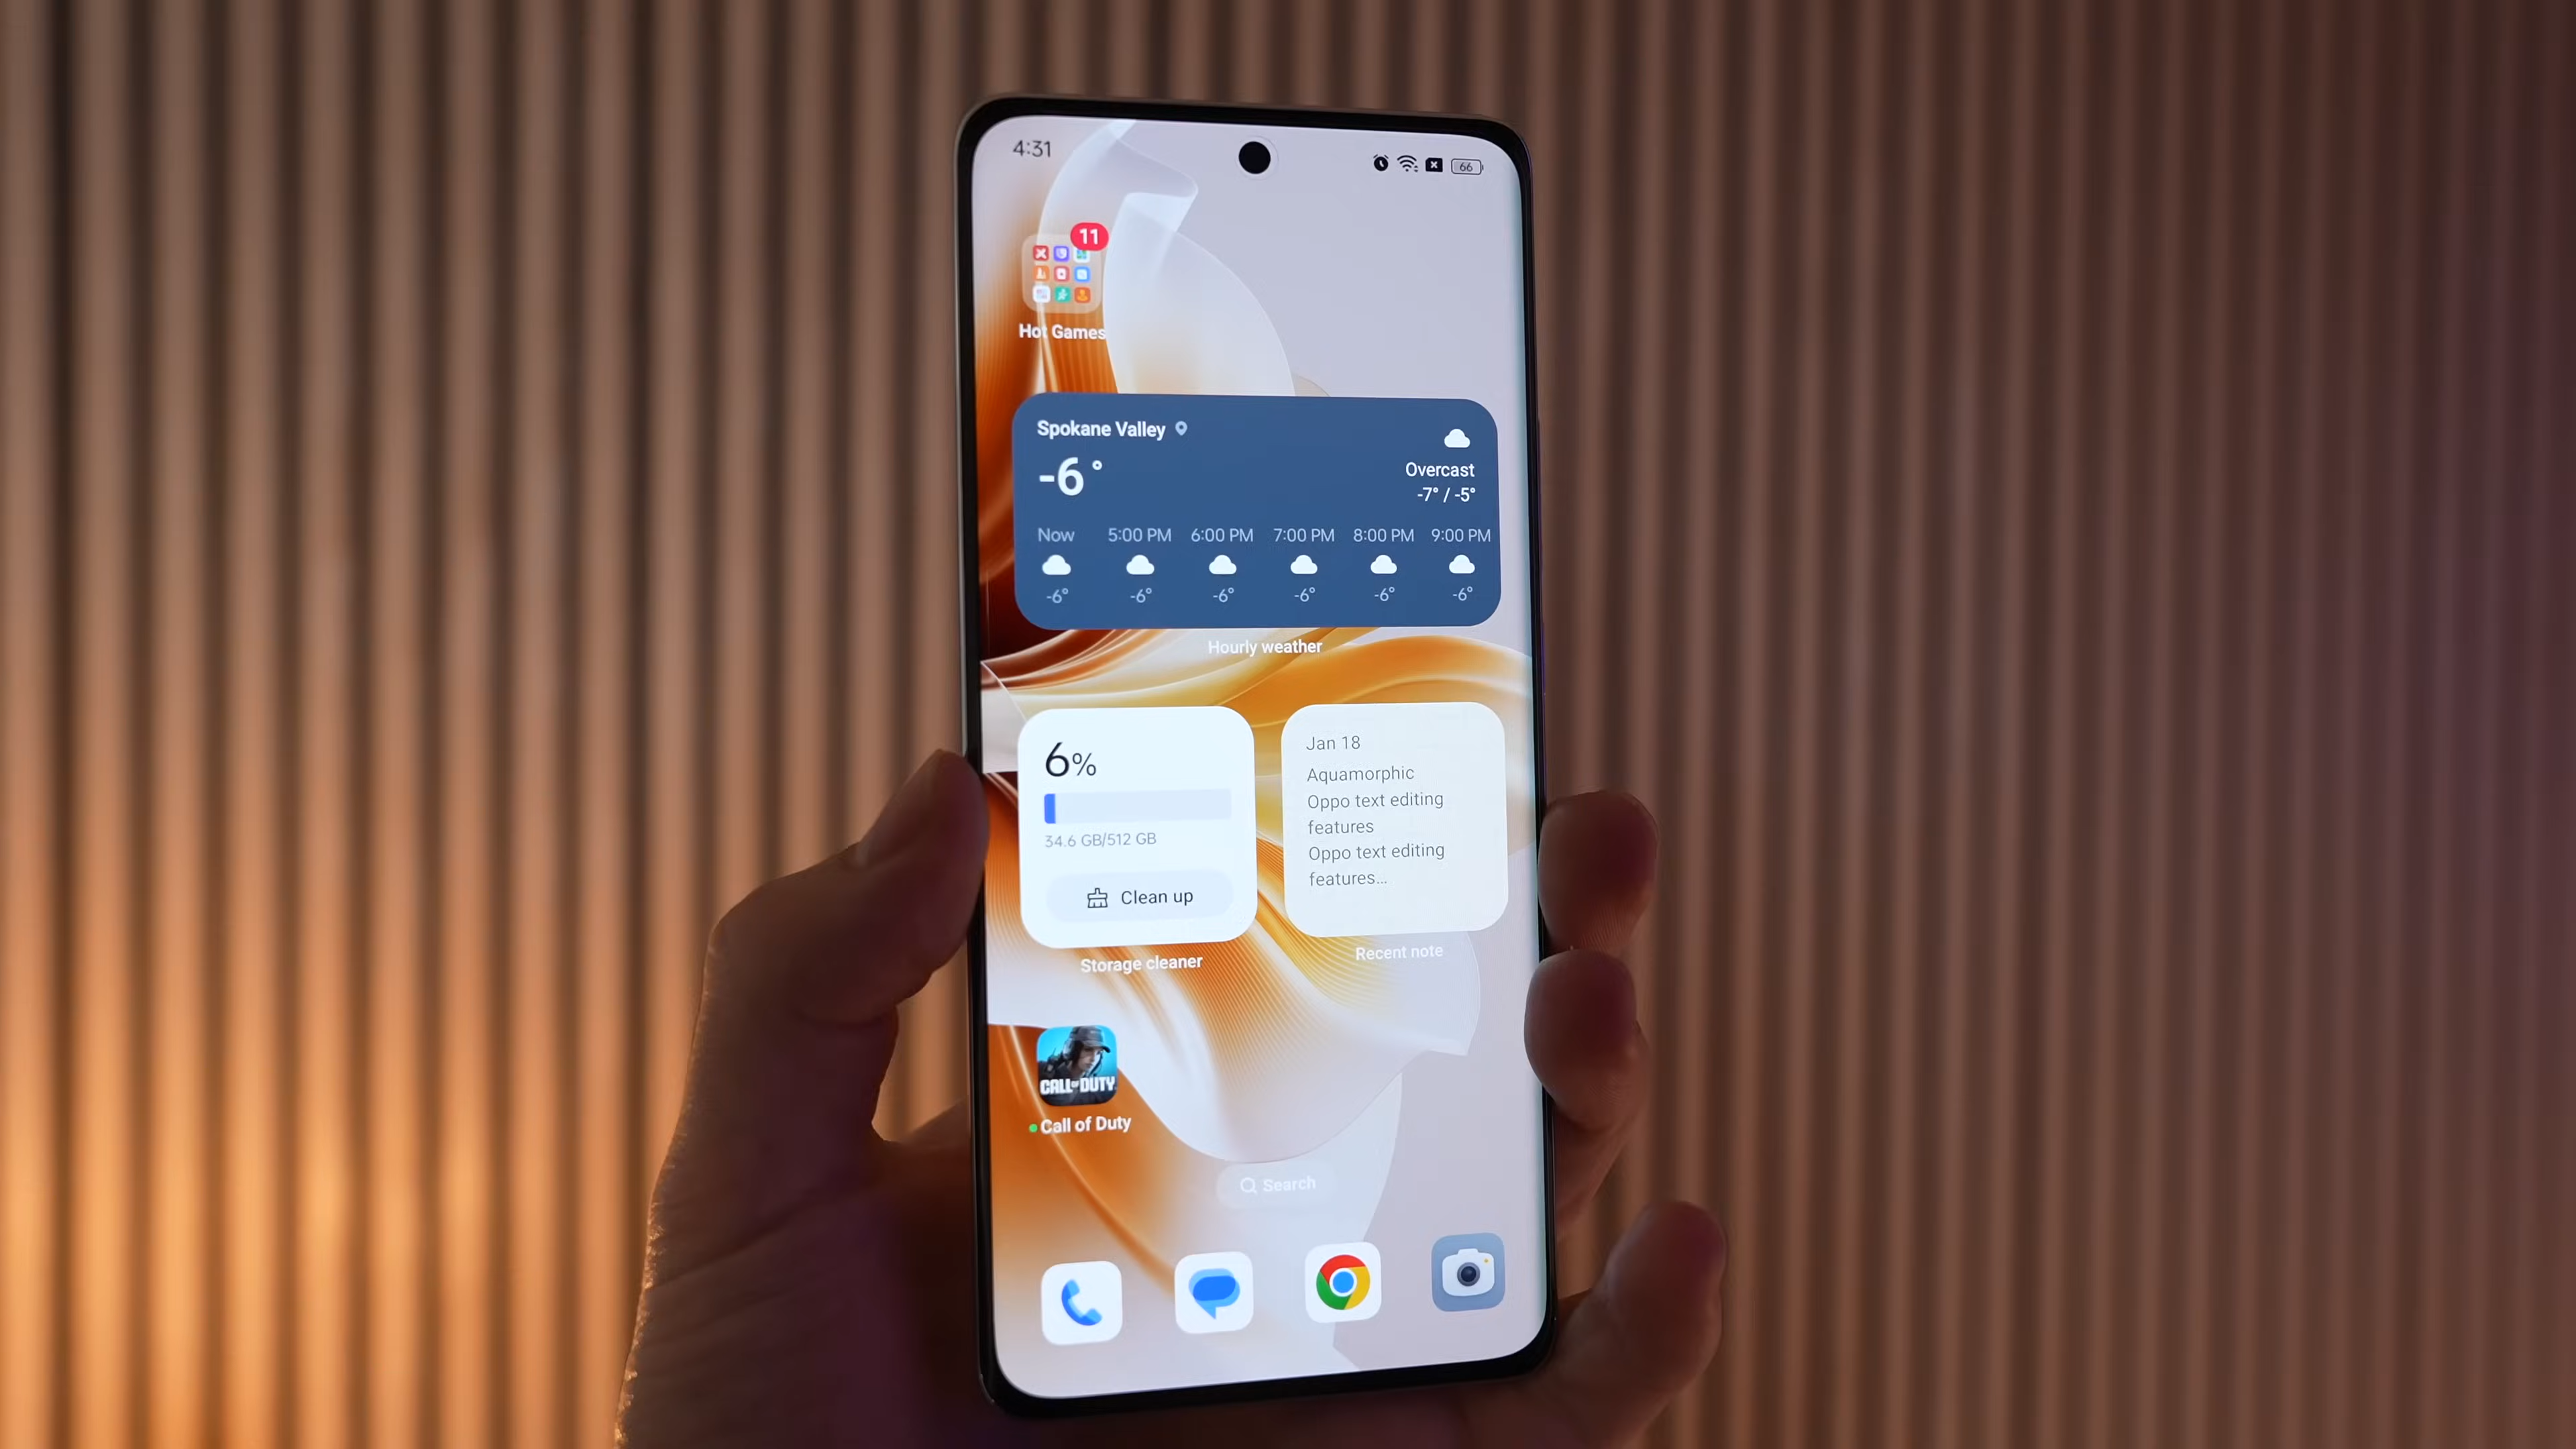 4:31
66
11
Hot Games
Spokane Valley
-6°
Overcast
-7° / -5°
Now 5:00 PM 6:00 PM 7:00 PM 8:00 PM 9:00 PM
-6° -6° -6° -6° -6° -6°
Hourly weather
6%
34.6 GB/512 GB
Clean up
Storage cleaner
Jan 18
Aquamorphic
Oppo text editing
features
Oppo text editing
features...
Recent note
CALL OF DUTY
Call of Duty
Search